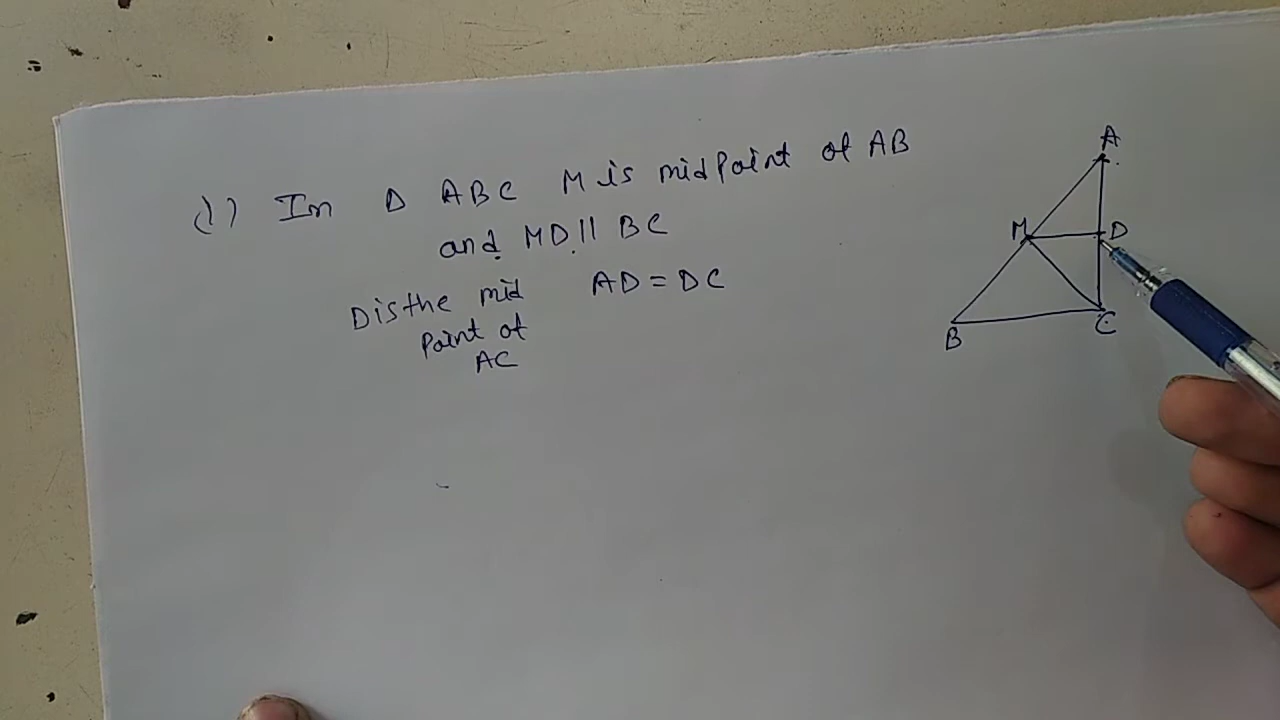 (1) In Δ ABC M is midpoint of AB
and MD || BC
D is the mid AD = DC
point of
AC
A
M D
B C